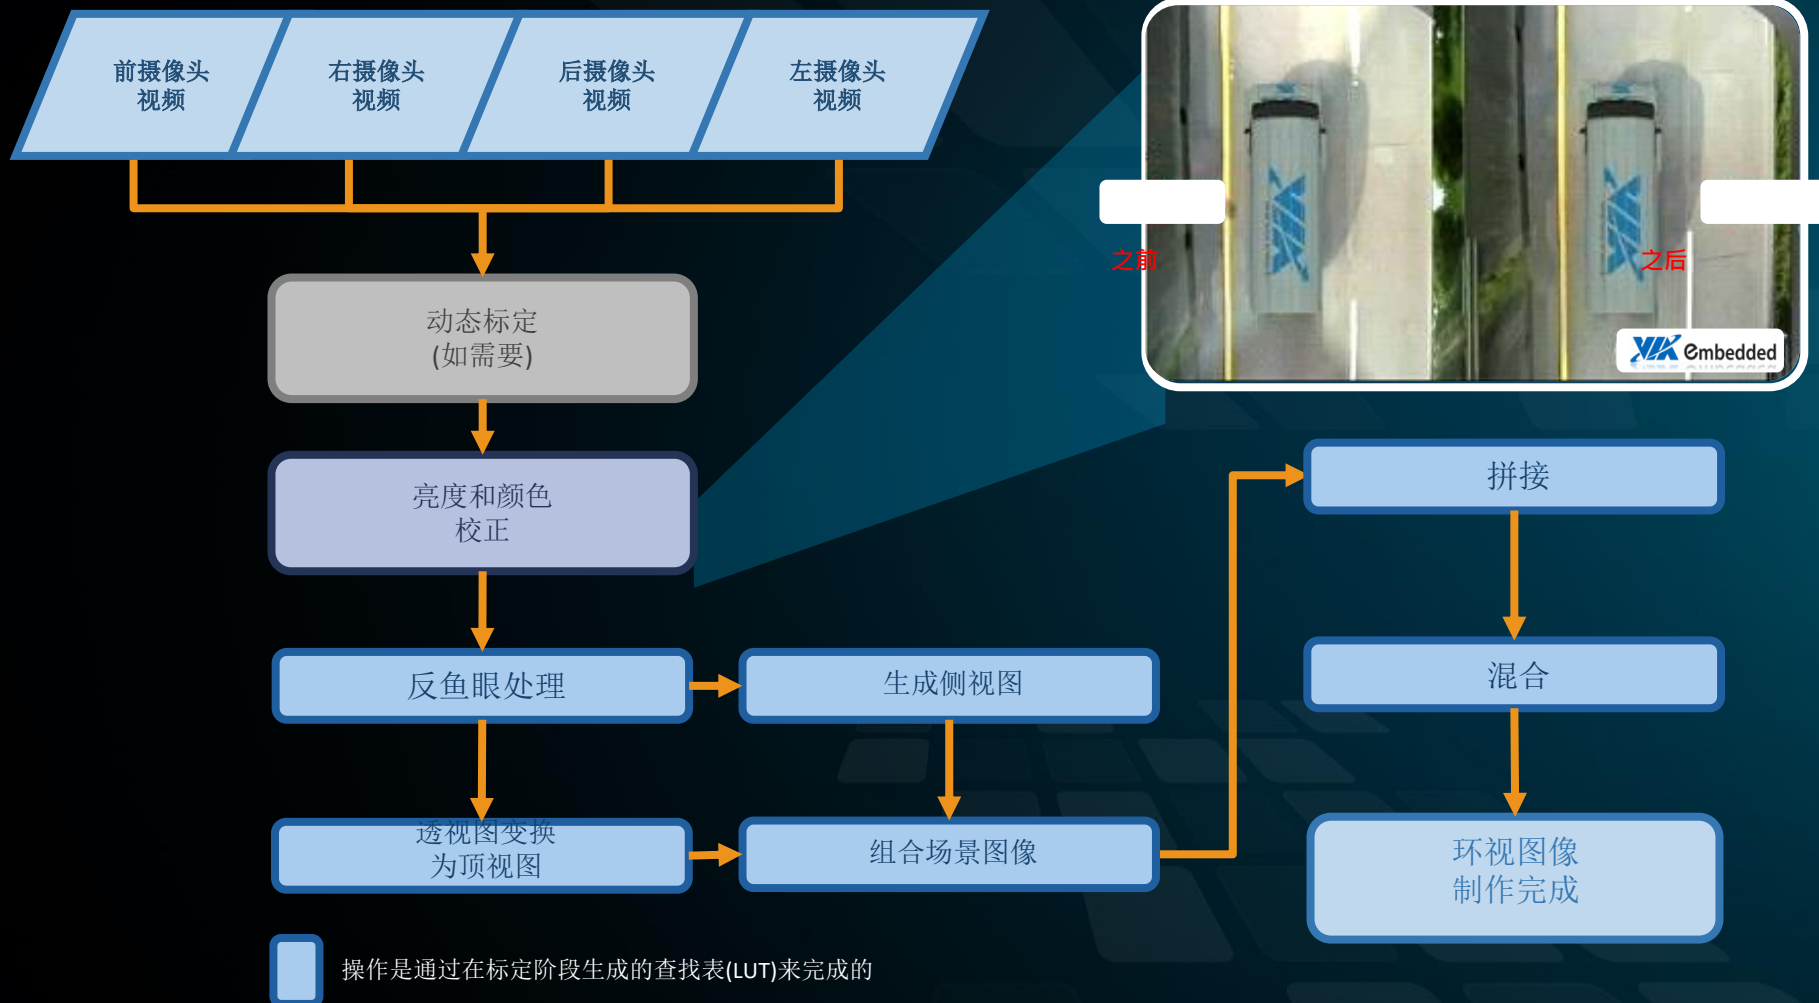 前摄像头
视频
右摄像头
视频
后摄像头
视频
左摄像头
视频
动态标定
(如需要)
亮度和颜色
校正
反鱼眼处理
生成侧视图
透视图变换
为顶视图
组合场景图像
拼接
混合
环视图像
制作完成
之前
之后
VIA embedded
操作是通过在标定阶段生成的查找表(LUT)来完成的